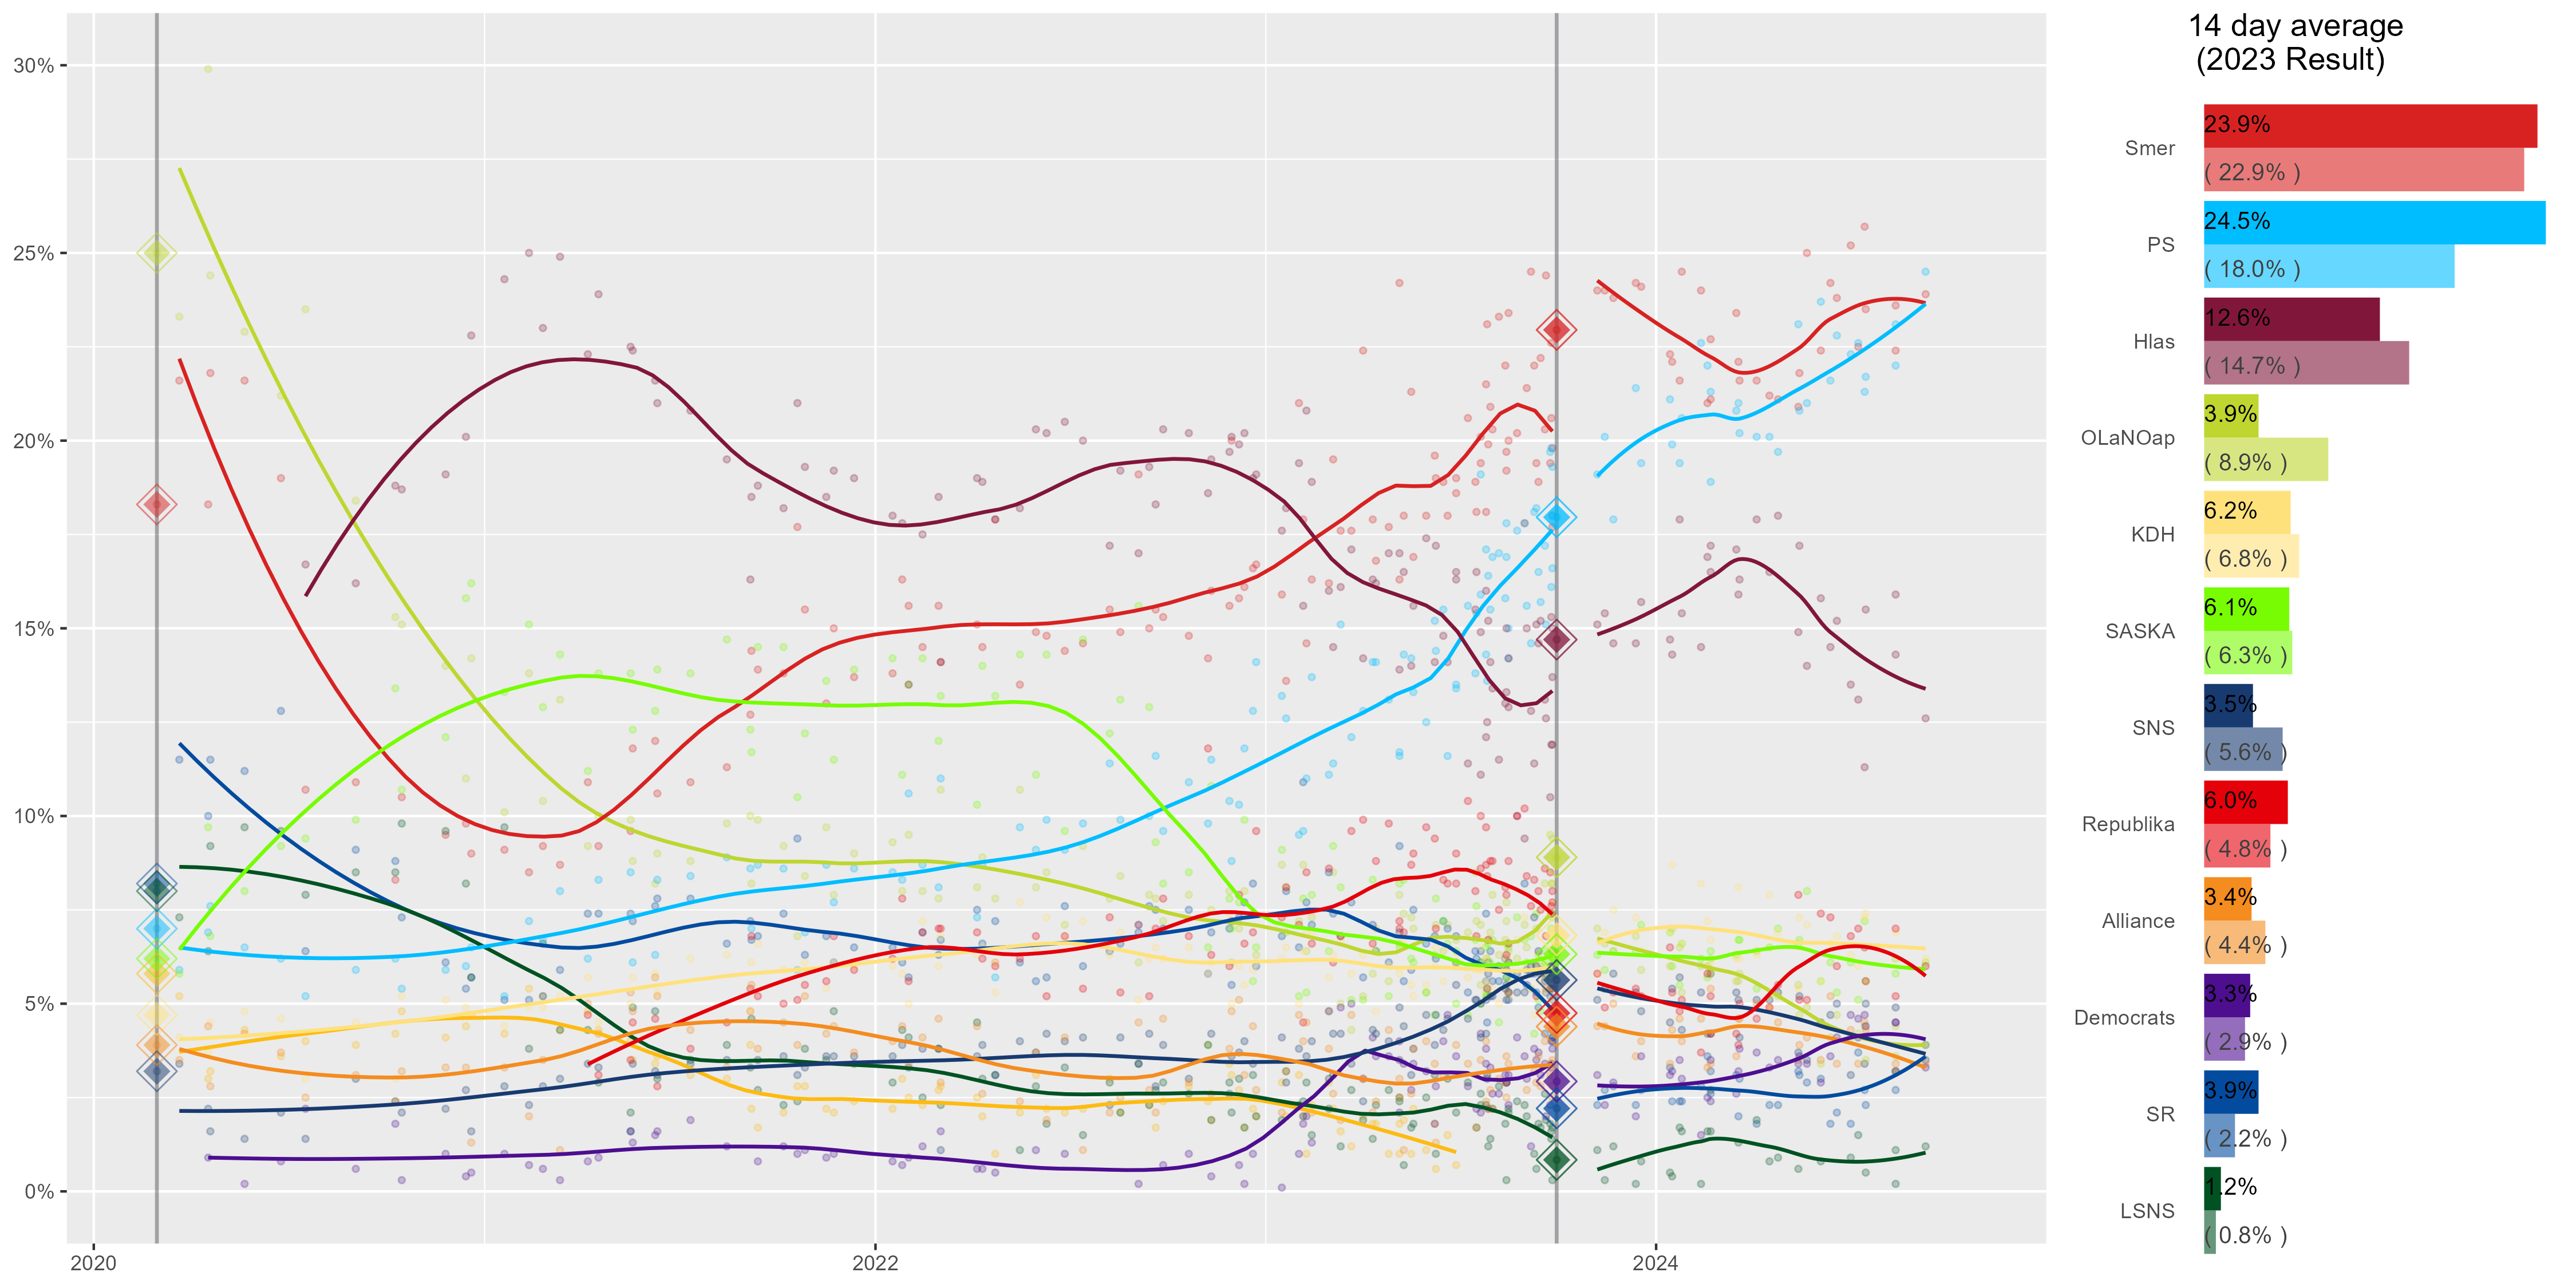 14 day average
(2023 Result)
30%
25%
20%
15%
10%
5%
0%
2020
2022
2024
Smer
23.9%
( 22.9% )
PS
24.5%
( 18.0% )
Hlas
12.6%
( 14.7% )
OLaNOap
3.9%
( 8.9% )
KDH
6.2%
( 6.8% )
SASKA
6.1%
( 6.3% )
SNS
3.5%
( 5.6% )
Republika
6.0%
( 4.8% )
Alliance
3.4%
( 4.4% )
Democrats
3.3%
( 2.9% )
SR
3.9%
( 2.2% )
LSNS
1.2%
( 0.8% )